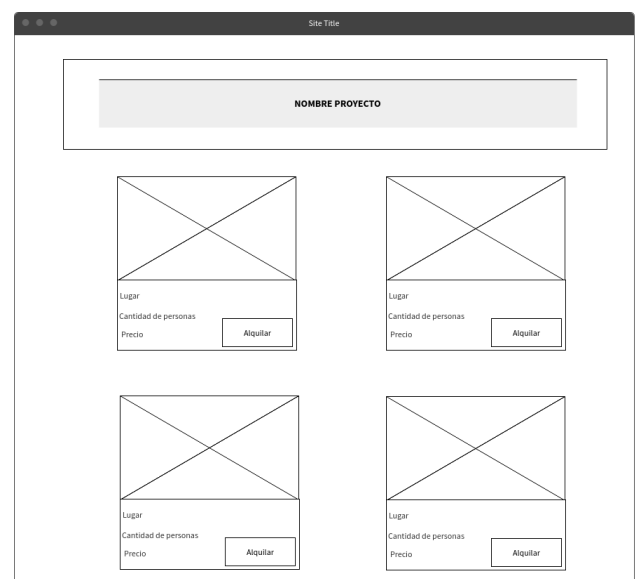 Site Title
NOMBRE PROYECTO
Lugar
Cantidad de personas
Precio
Alquilar
Lugar
Cantidad de personas
Precio
Alquilar
Lugar
Cantidad de personas
Precio
Alquilar
Lugar
Cantidad de personas
Precio
Alquilar